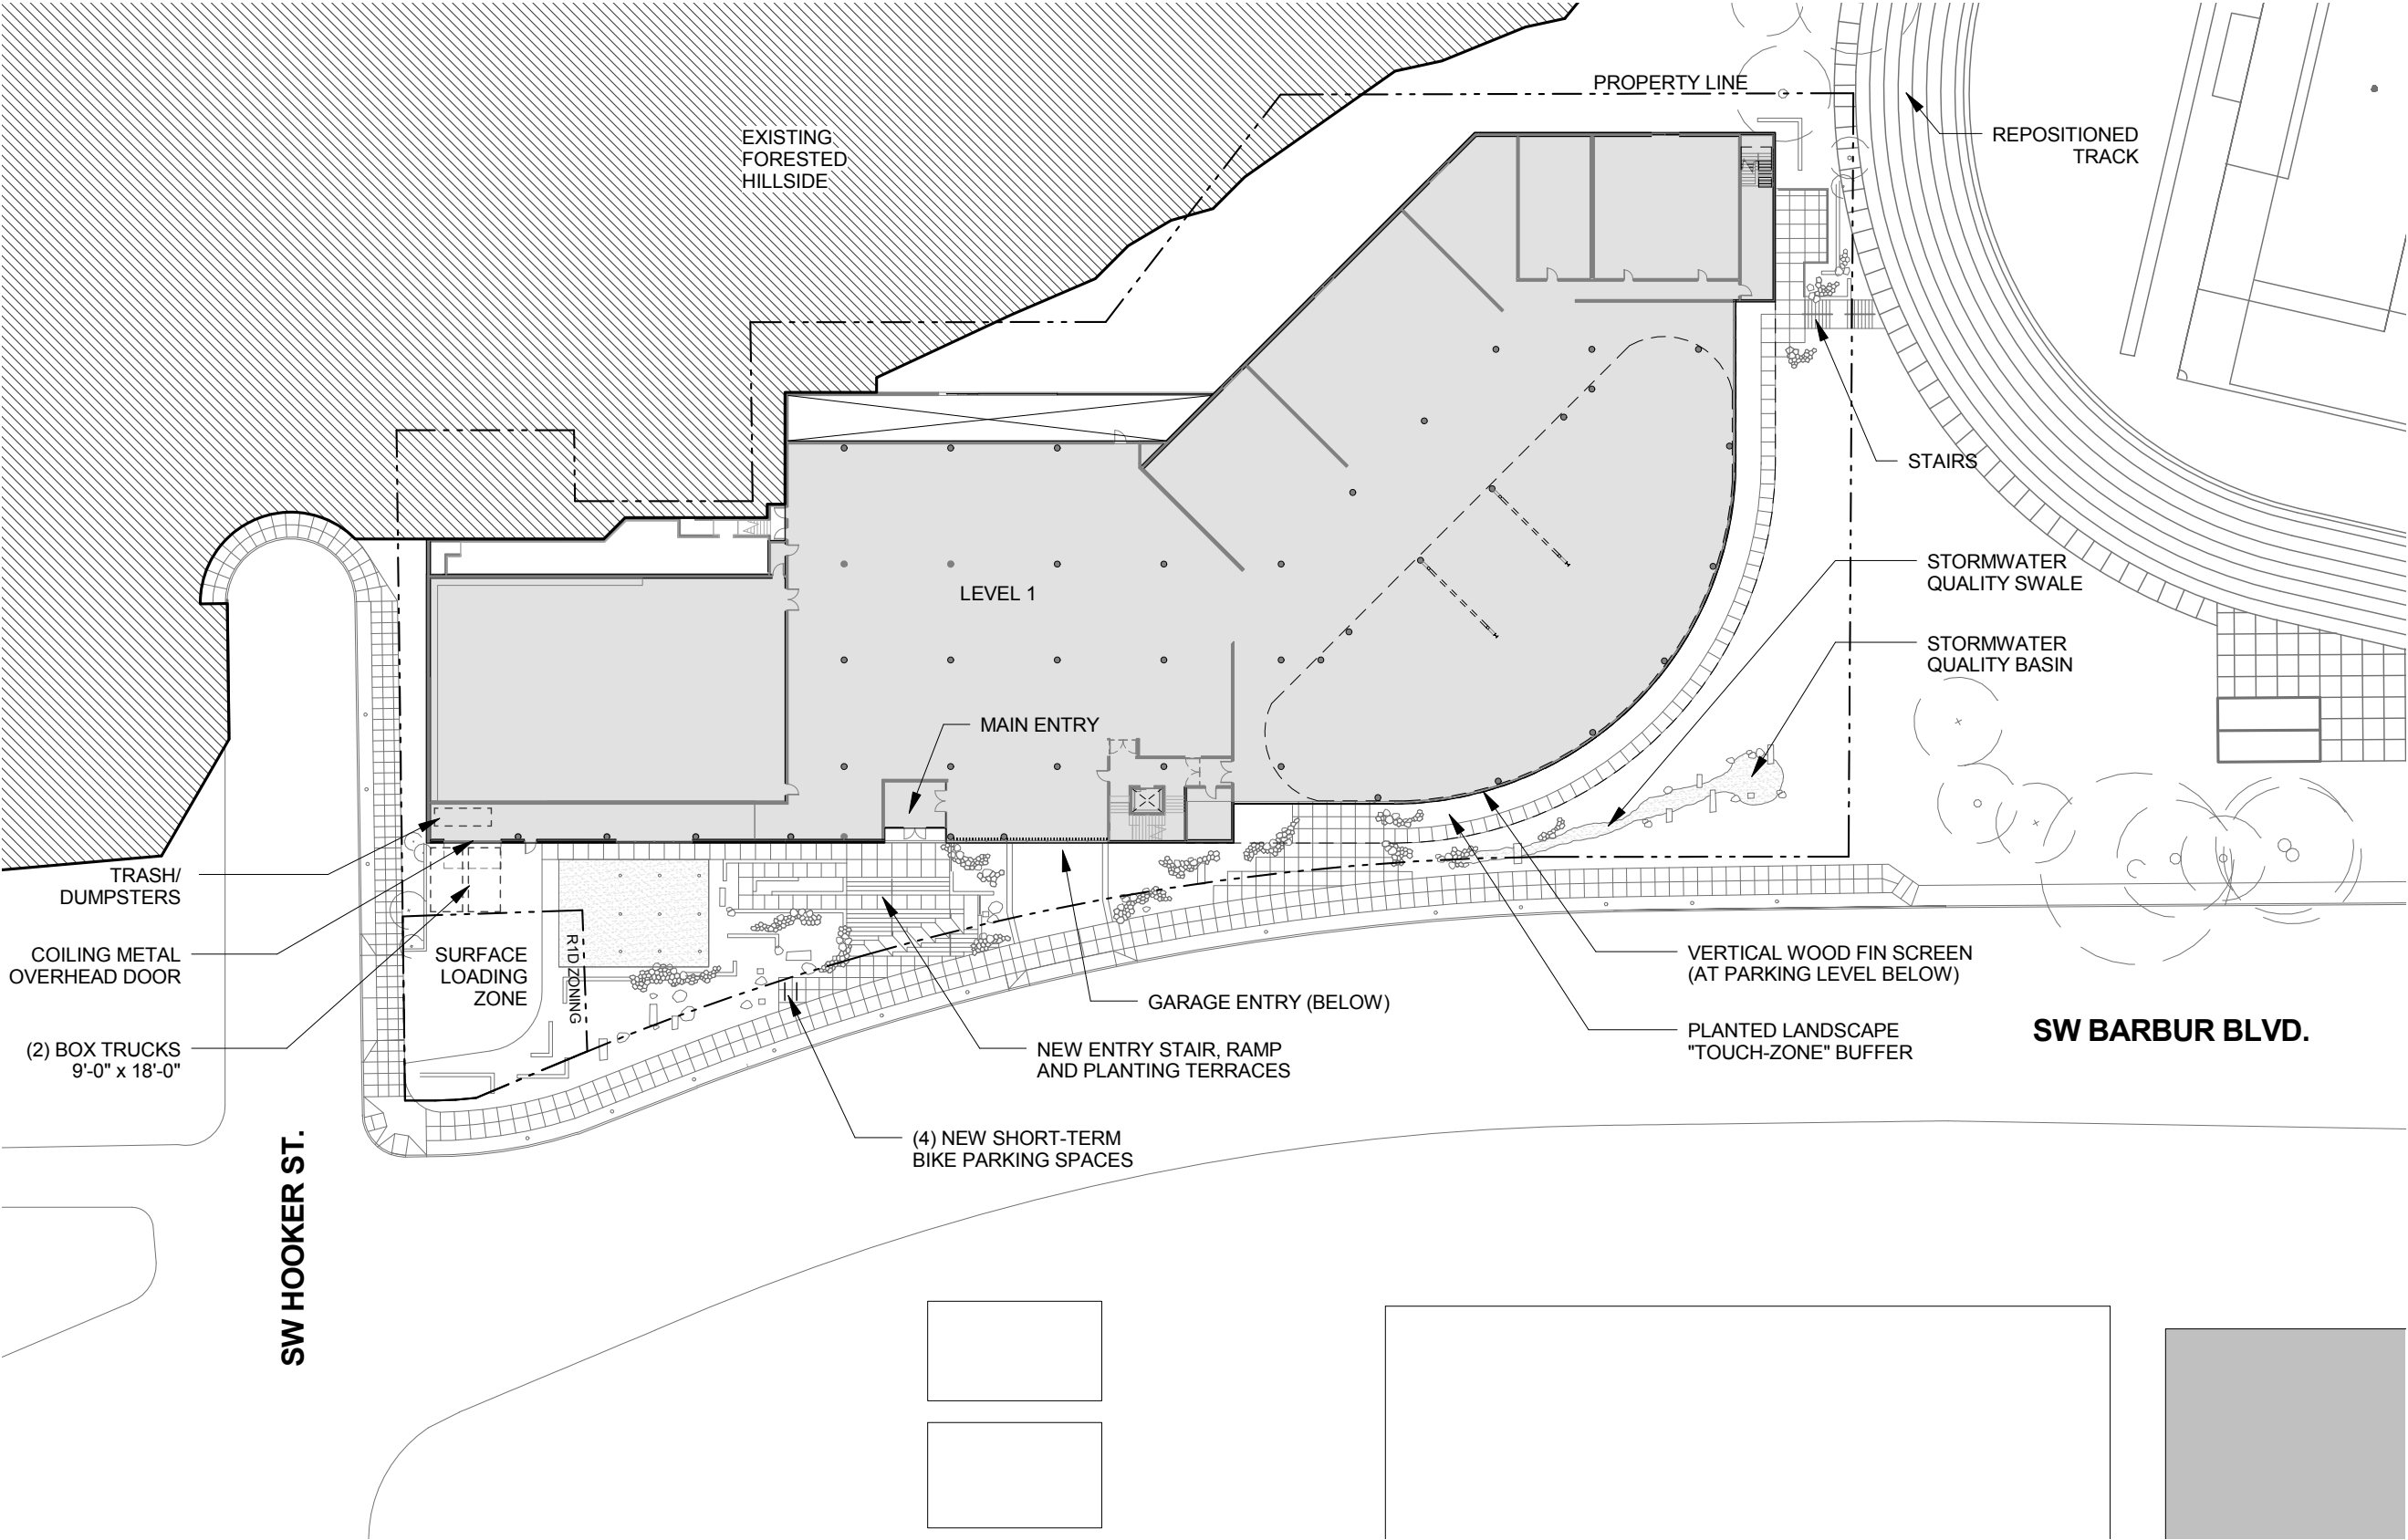 PROPERTY LINE
EXISTING
FORESTED
HILLSIDE
REPOSITIONED
TRACK
STAIRS
STORMWATER
QUALITY SWALE
LEVEL 1
STORMWATER
QUALITY BASIN
MAIN ENTRY
TRASH/
DUMPSTERS
COILING METAL
OVERHEAD DOOR
SURFACE
LOADING
ZONE
R1D ZONING
VERTICAL WOOD FIN SCREEN
(AT PARKING LEVEL BELOW)
GARAGE ENTRY (BELOW)
(2) BOX TRUCKS
9'-0" x 18'-0"
NEW ENTRY STAIR, RAMP
AND PLANTING TERRACES
PLANTED LANDSCAPE
"TOUCH-ZONE" BUFFER
SW BARBUR BLVD.
(4) NEW SHORT-TERM
BIKE PARKING SPACES
SW HOOKER ST.